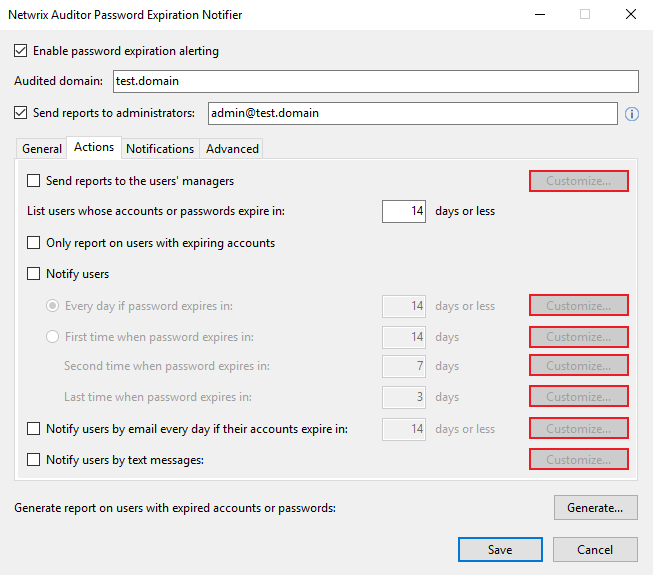 Netwrix Auditor Password Expiration Notifier
Enable password expiration alerting
Audited domain: test.domain
Send reports to administrators: admin@test.domain
General Actions Notifications Advanced
Send reports to the users' managers Customize...
List users whose accounts or passwords expire in: 14 days or less
Only report on users with expiring accounts
Notify users
Every day if password expires in: 14 days or less Customize...
First time when password expires in: 14 days Customize...
Second time when password expires in: 7 days Customize...
Last time when password expires in: 3 days Customize...
Notify users by email every day if their accounts expire in: 14 days or less Customize...
Notify users by text messages: Customize...
Generate report on users with expired accounts or passwords: Generate...
Save Cancel